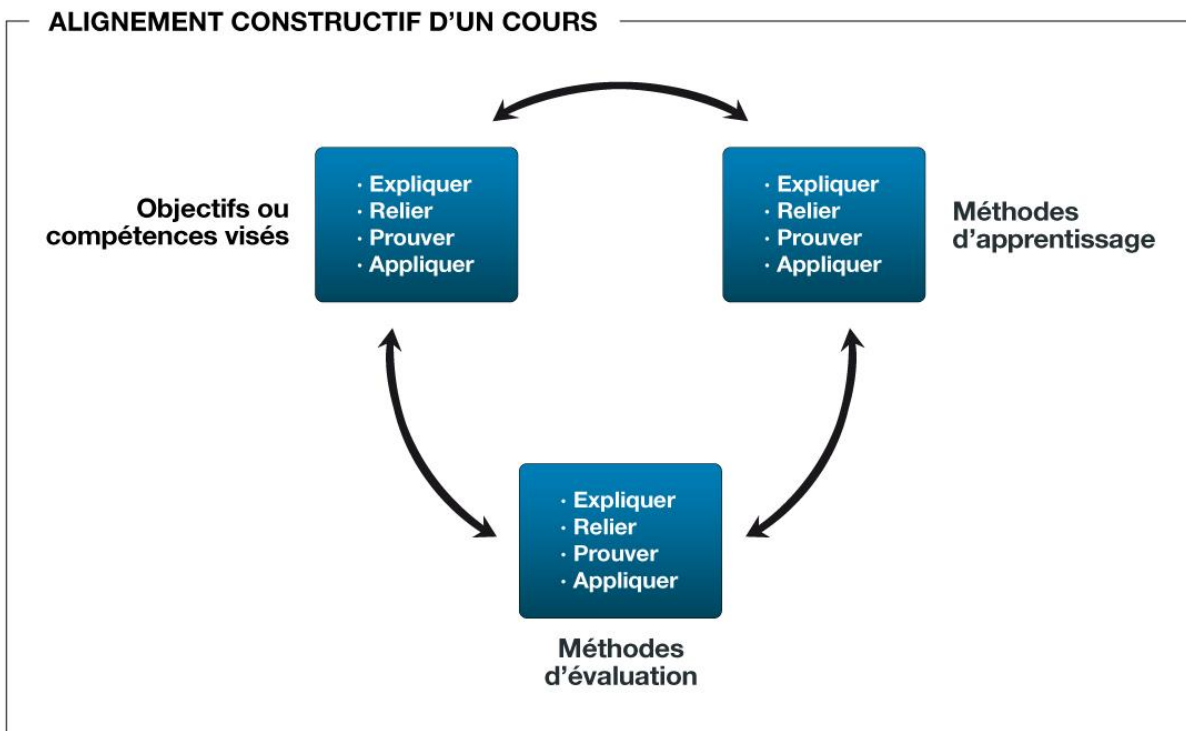 ALIGNEMENT CONSTRUCTIF D'UN COURS
Objectifs ou
compétences visés
· Expliquer
· Relier
· Prouver
· Appliquer
· Expliquer
· Relier
· Prouver
· Appliquer
Méthodes
d'apprentissage
· Expliquer
· Relier
· Prouver
· Appliquer
Méthodes
d'évaluation